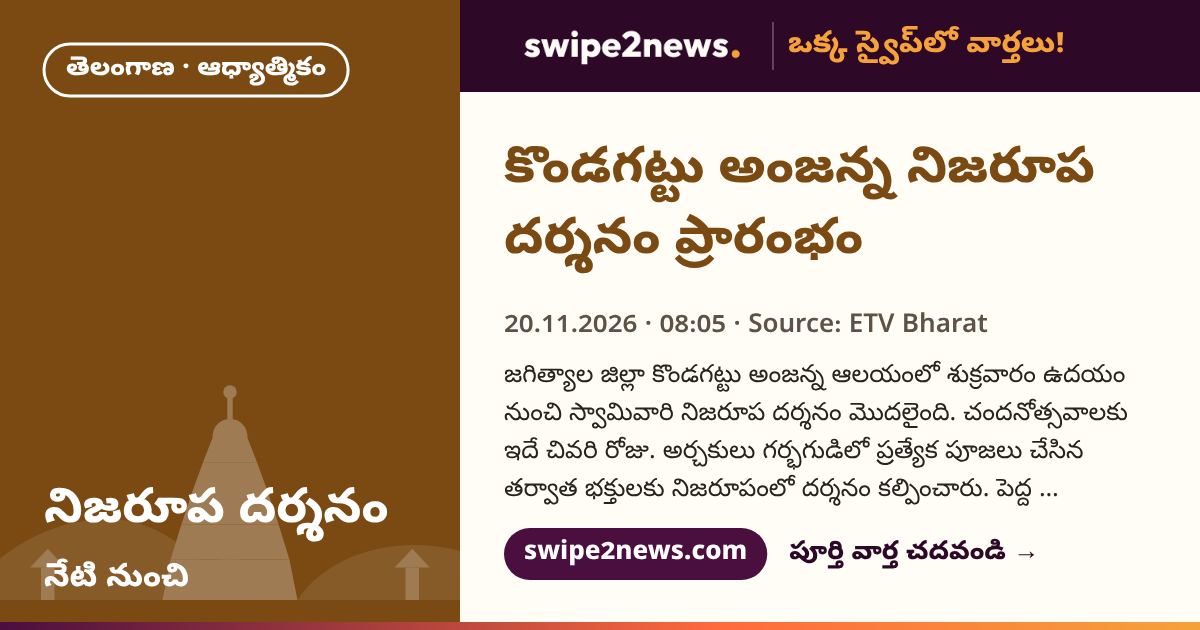 తెలంగాణ · ఆధ్యాత్మికం
నిజరూప దర్శనం
నేటి నుంచి
swipe2news. ఒక్క స్వైప్‌లో వార్తలు!
కొండగట్టు అంజన్న నిజరూప
దర్శనం ప్రారంభం
20.11.2026 · 08:05 · Source: ETV Bharat
జగిత్యాల జిల్లా కొండగట్టు అంజన్న ఆలయంలో శుక్రవారం ఉదయం
నుంచి స్వామివారి నిజరూప దర్శనం మొదలైంది. చందనోత్సవాలకు
ఇదే చివరి రోజు. అర్చకులు గర్భగుడిలో ప్రత్యేక పూజలు చేసిన
తర్వాత భక్తులకు నిజరూపంలో దర్శనం కల్పించారు. పెద్ద ...
swipe2news.com పూర్తి వార్త చదవండి →